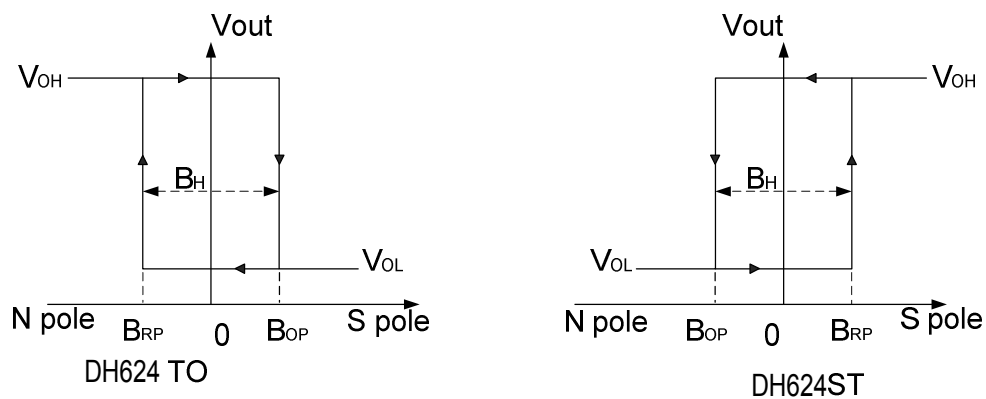 Vout
VOH
BH
VOL
N pole
BRP
0
BOP
S pole
DH624 TO
Vout
VOH
BH
VOL
N pole
BOP
0
BRP
S pole
DH624ST